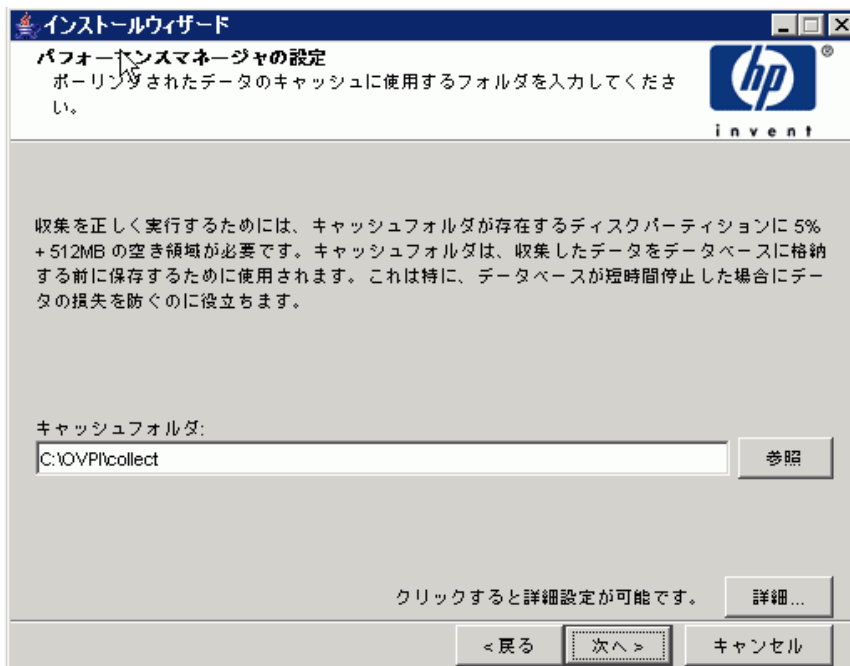 インストールウィザード
パフォーマンスマネージャの設定
ポーリングされたデータのキャッシュに使用するフォルダを入力してくださ
い。
hp
®
invent
収集を正しく実行するためには、キャッシュフォルダが存在するディスクパーティションに 5%
+ 512MB の空き領域が必要です。キャッシュフォルダは、収集したデータをデータベースに格納
する前に保存するために使用されます。これは特に、データベースが短時間停止した場合にデー
タの損失を防ぐのに役立ちます。
キャッシュフォルダ:
C:\OVPI\collect
参照
クリックすると詳細設定が可能です。
詳細...
< 戻る
次へ >
キャンセル